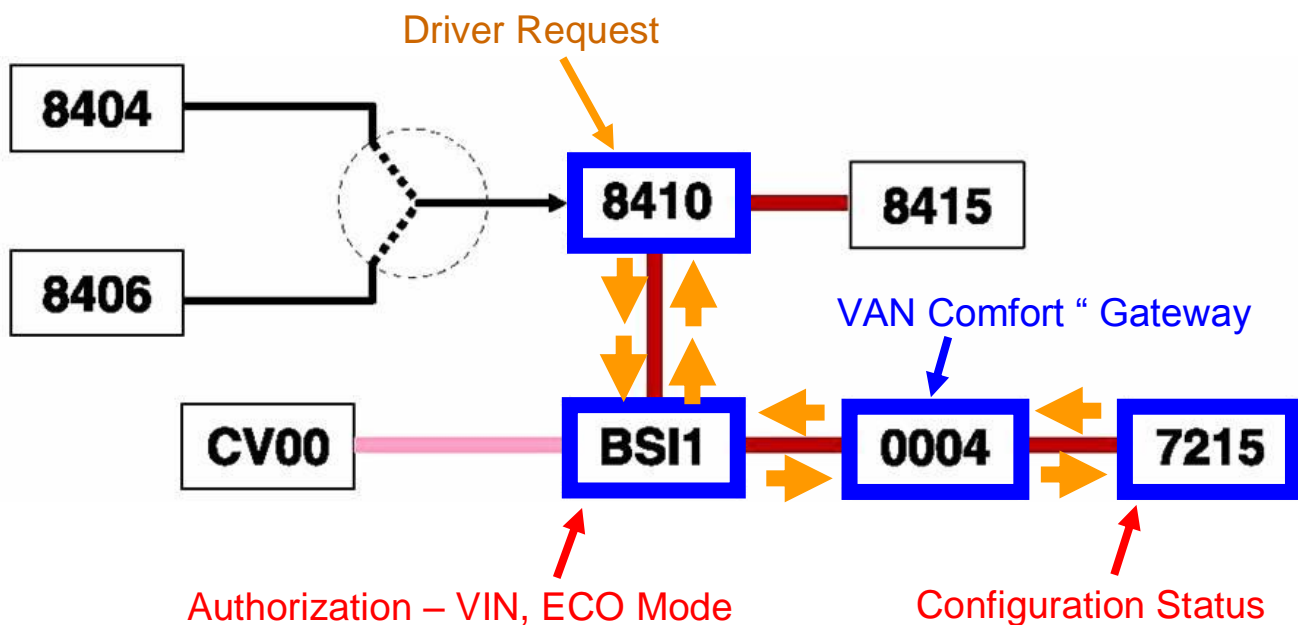 Driver Request
8404
8410
8415
8406
VAN Comfort “ Gateway
CV00
BSI1
0004
7215
Authorization – VIN, ECO Mode
Configuration Status